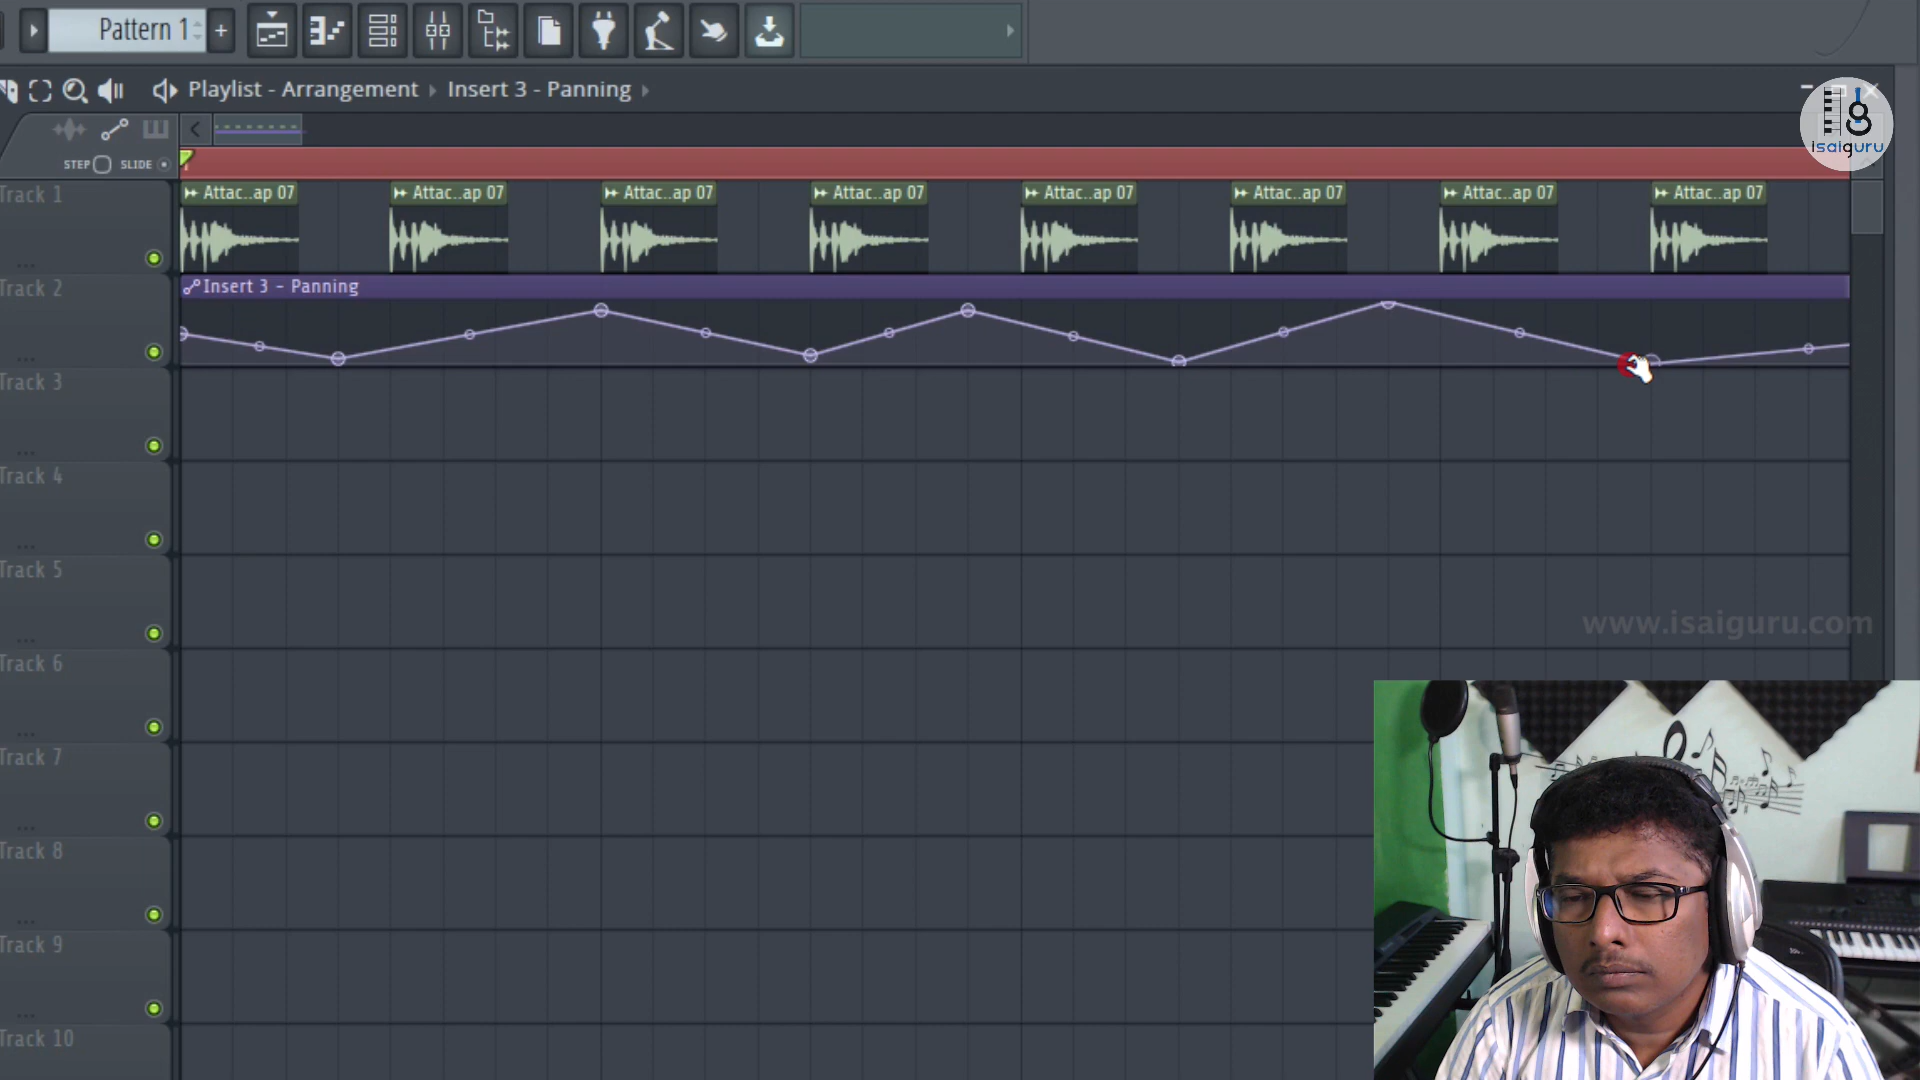 Pattern 1
Playlist - Arrangement › Insert 3 - Panning ›
isaiguru
STEP SLIDE
Track 1
Attac..ap 07 Attac..ap 07 Attac..ap 07 Attac..ap 07 Attac..ap 07 Attac..ap 07 Attac..ap 07 Attac..ap 07
Track 2
Insert 3 - Panning
Track 3
Track 4
Track 5
www.isaiguru.com
Track 6
Track 7
Track 8
Track 9
Track 10